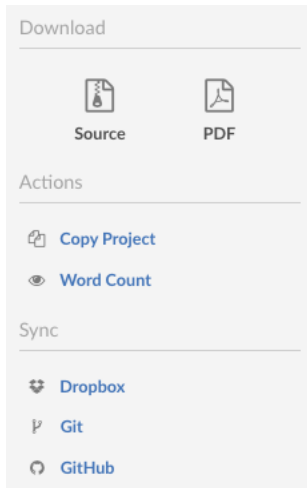 Download
Source PDF
Actions
Copy Project
Word Count
Sync
Dropbox
Git
GitHub